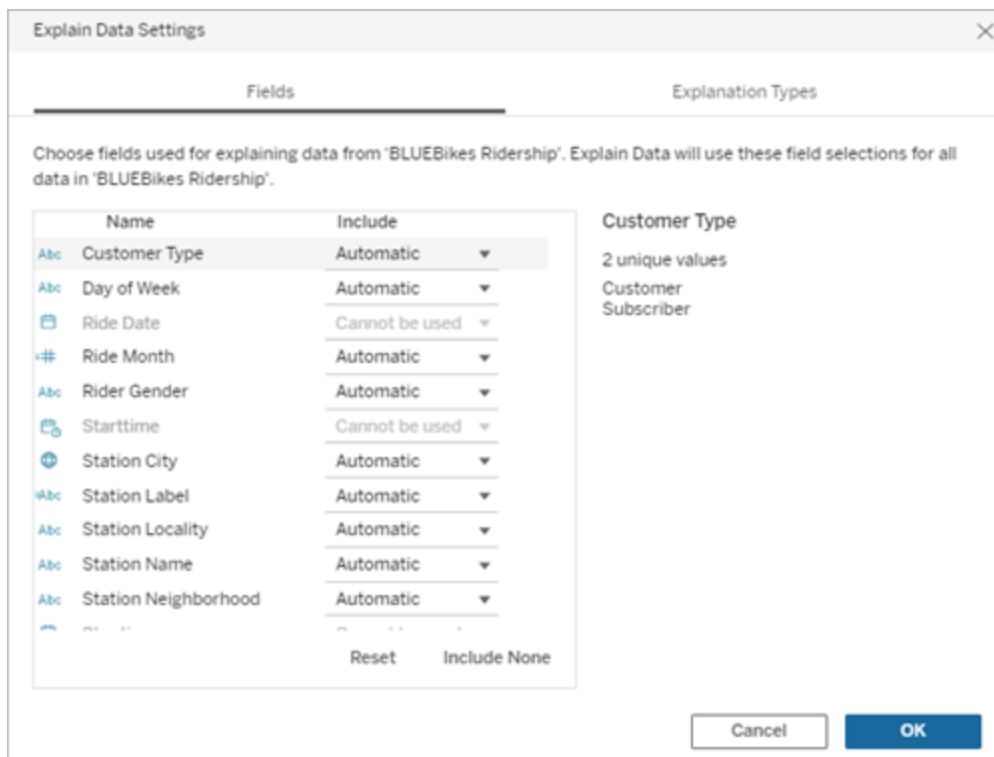 Explain Data Settings
Fields
Explanation Types
Choose fields used for explaining data from 'BLUEBikes Ridership'. Explain Data will use these field selections for all
data in 'BLUEBikes Ridership'.
Name Include
Abc Customer Type Automatic
Abc Day of Week Automatic
Ride Date Cannot be used
# Ride Month Automatic
Abc Rider Gender Automatic
Starttime Cannot be used
Station City Automatic
Abc Station Label Automatic
Abc Station Locality Automatic
Abc Station Name Automatic
Abc Station Neighborhood Automatic
Reset Include None
Customer Type
2 unique values
Customer
Subscriber
Cancel OK